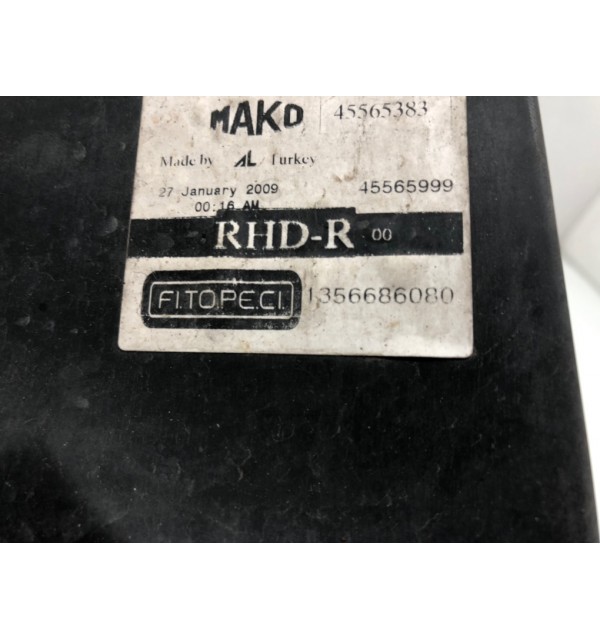 MAKO 45565383
Made by AL Turkey
27 January 2009 45565999
00:16 AM
RHD-R 00
FI.TO.PE.CI. 1356686080